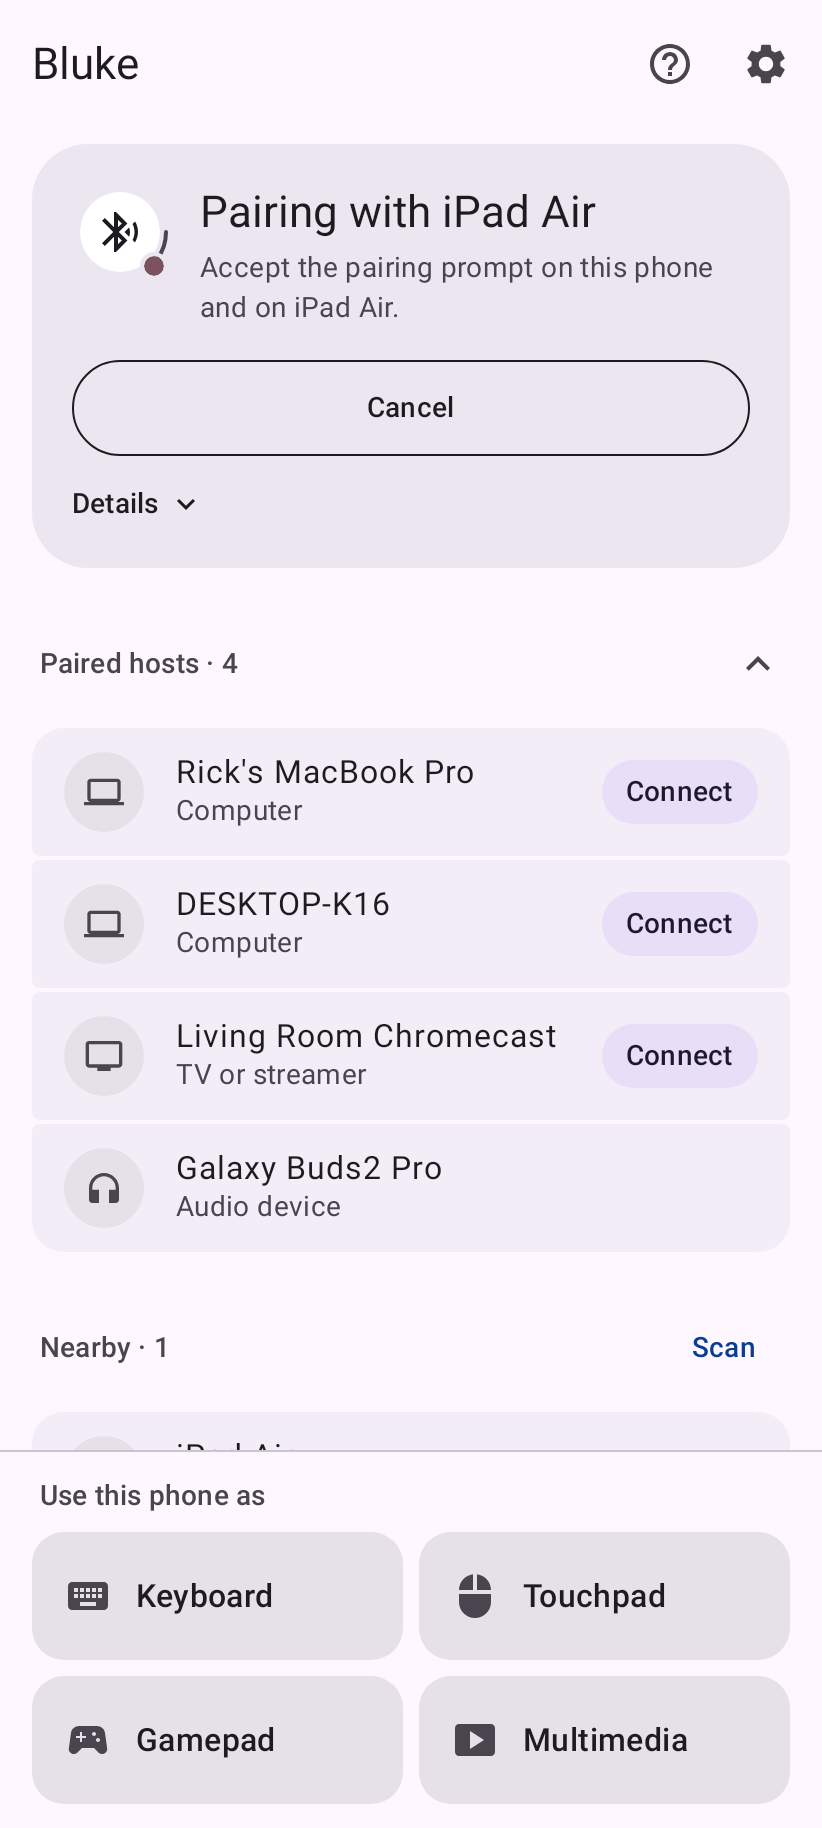 Bluke
Pairing with iPad Air
Accept the pairing prompt on this phone
and on iPad Air.
Cancel
Details
Paired hosts · 4
Rick's MacBook Pro
Computer
Connect
DESKTOP-K16
Computer
Connect
Living Room Chromecast
TV or streamer
Connect
Galaxy Buds2 Pro
Audio device
Nearby · 1
Scan
iPad Air
Use this phone as
Keyboard
Touchpad
Gamepad
Multimedia